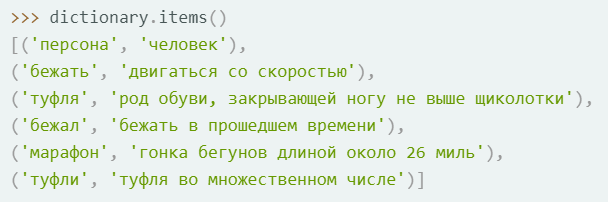 >>> dictionary.items()
[('персона', 'человек'),
('бежать', 'двигаться со скоростью'),
('туфля', 'род обуви, закрывающей ногу не выше щиколотки'),
('бежал', 'бежать в прошедшем времени'),
('марафон', 'гонка бегунов длиной около 26 миль'),
('туфли', 'туфля во множественном числе')]